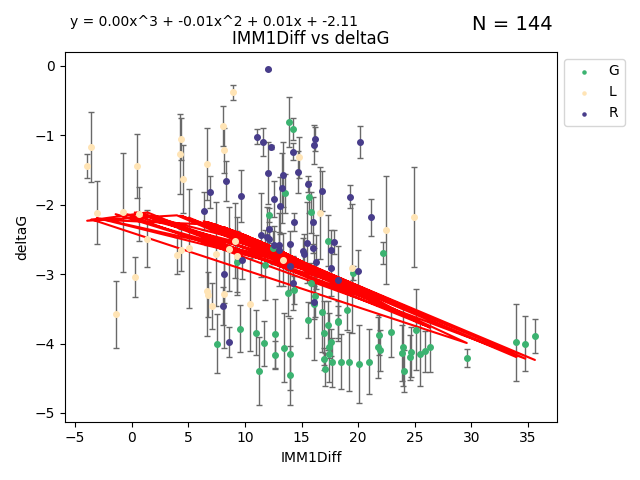 y = 0.00x^3 + -0.01x^2 + 0.01x + -2.11
N = 144
IMM1Diff vs deltaG
G
L
R
0
−1
−2
−3
−4
−5
deltaG
−5 0 5 10 15 20 25 30 35
IMM1Diff